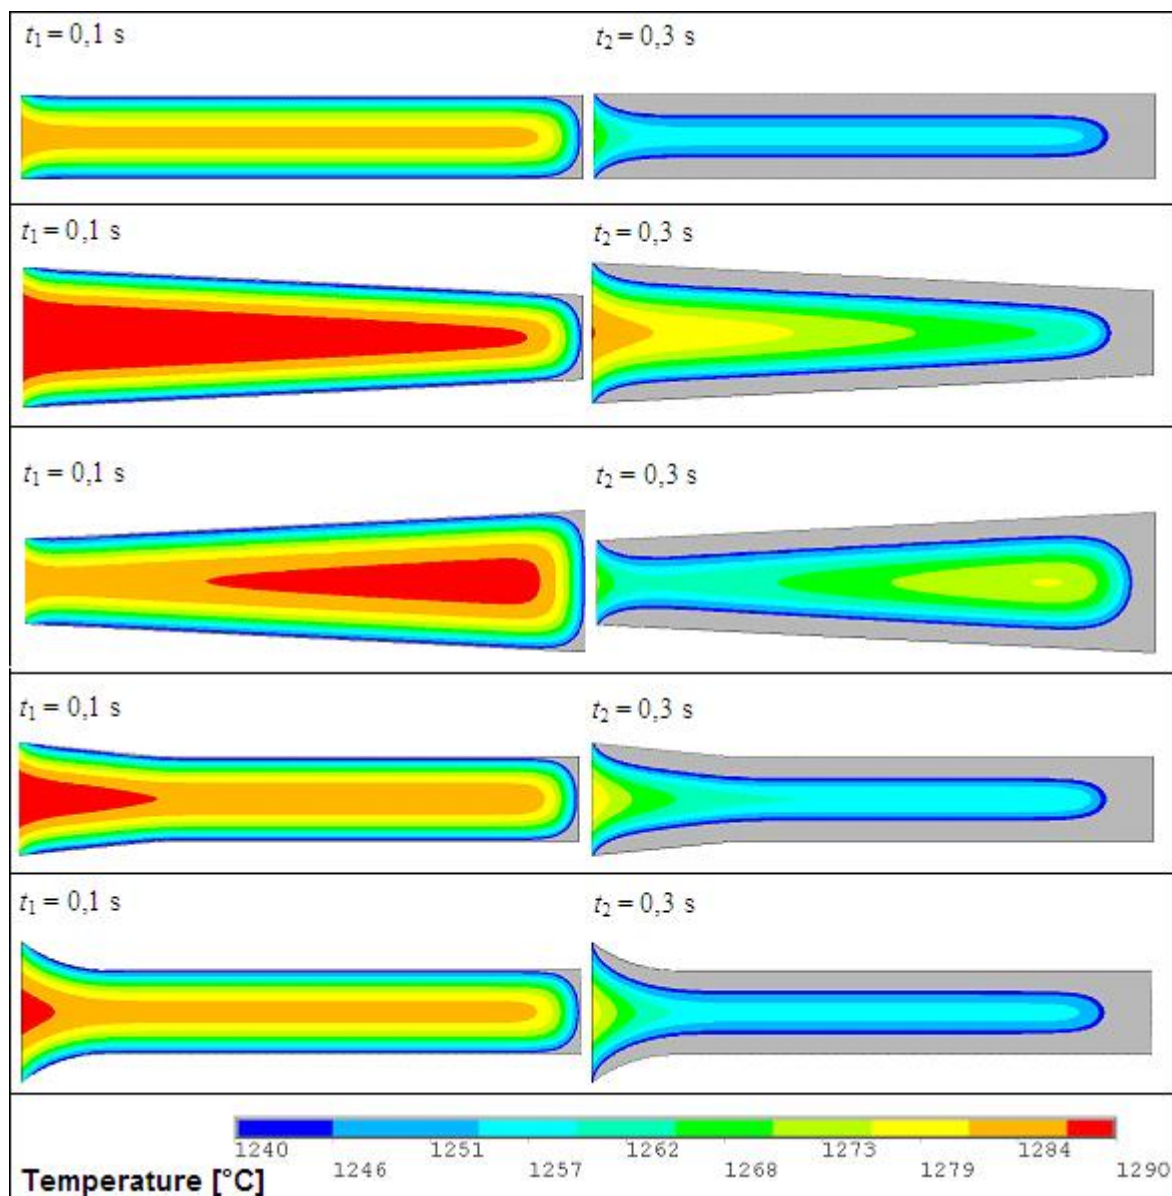 t1 = 0,1 s t2 = 0,3 s
t1 = 0,1 s t2 = 0,3 s
t1 = 0,1 s t2 = 0,3 s
t1 = 0,1 s t2 = 0,3 s
t1 = 0,1 s t2 = 0,3 s
1240 1251 1262 1273 1284
1246 1257 1268 1279 1290
Temperature [°C]